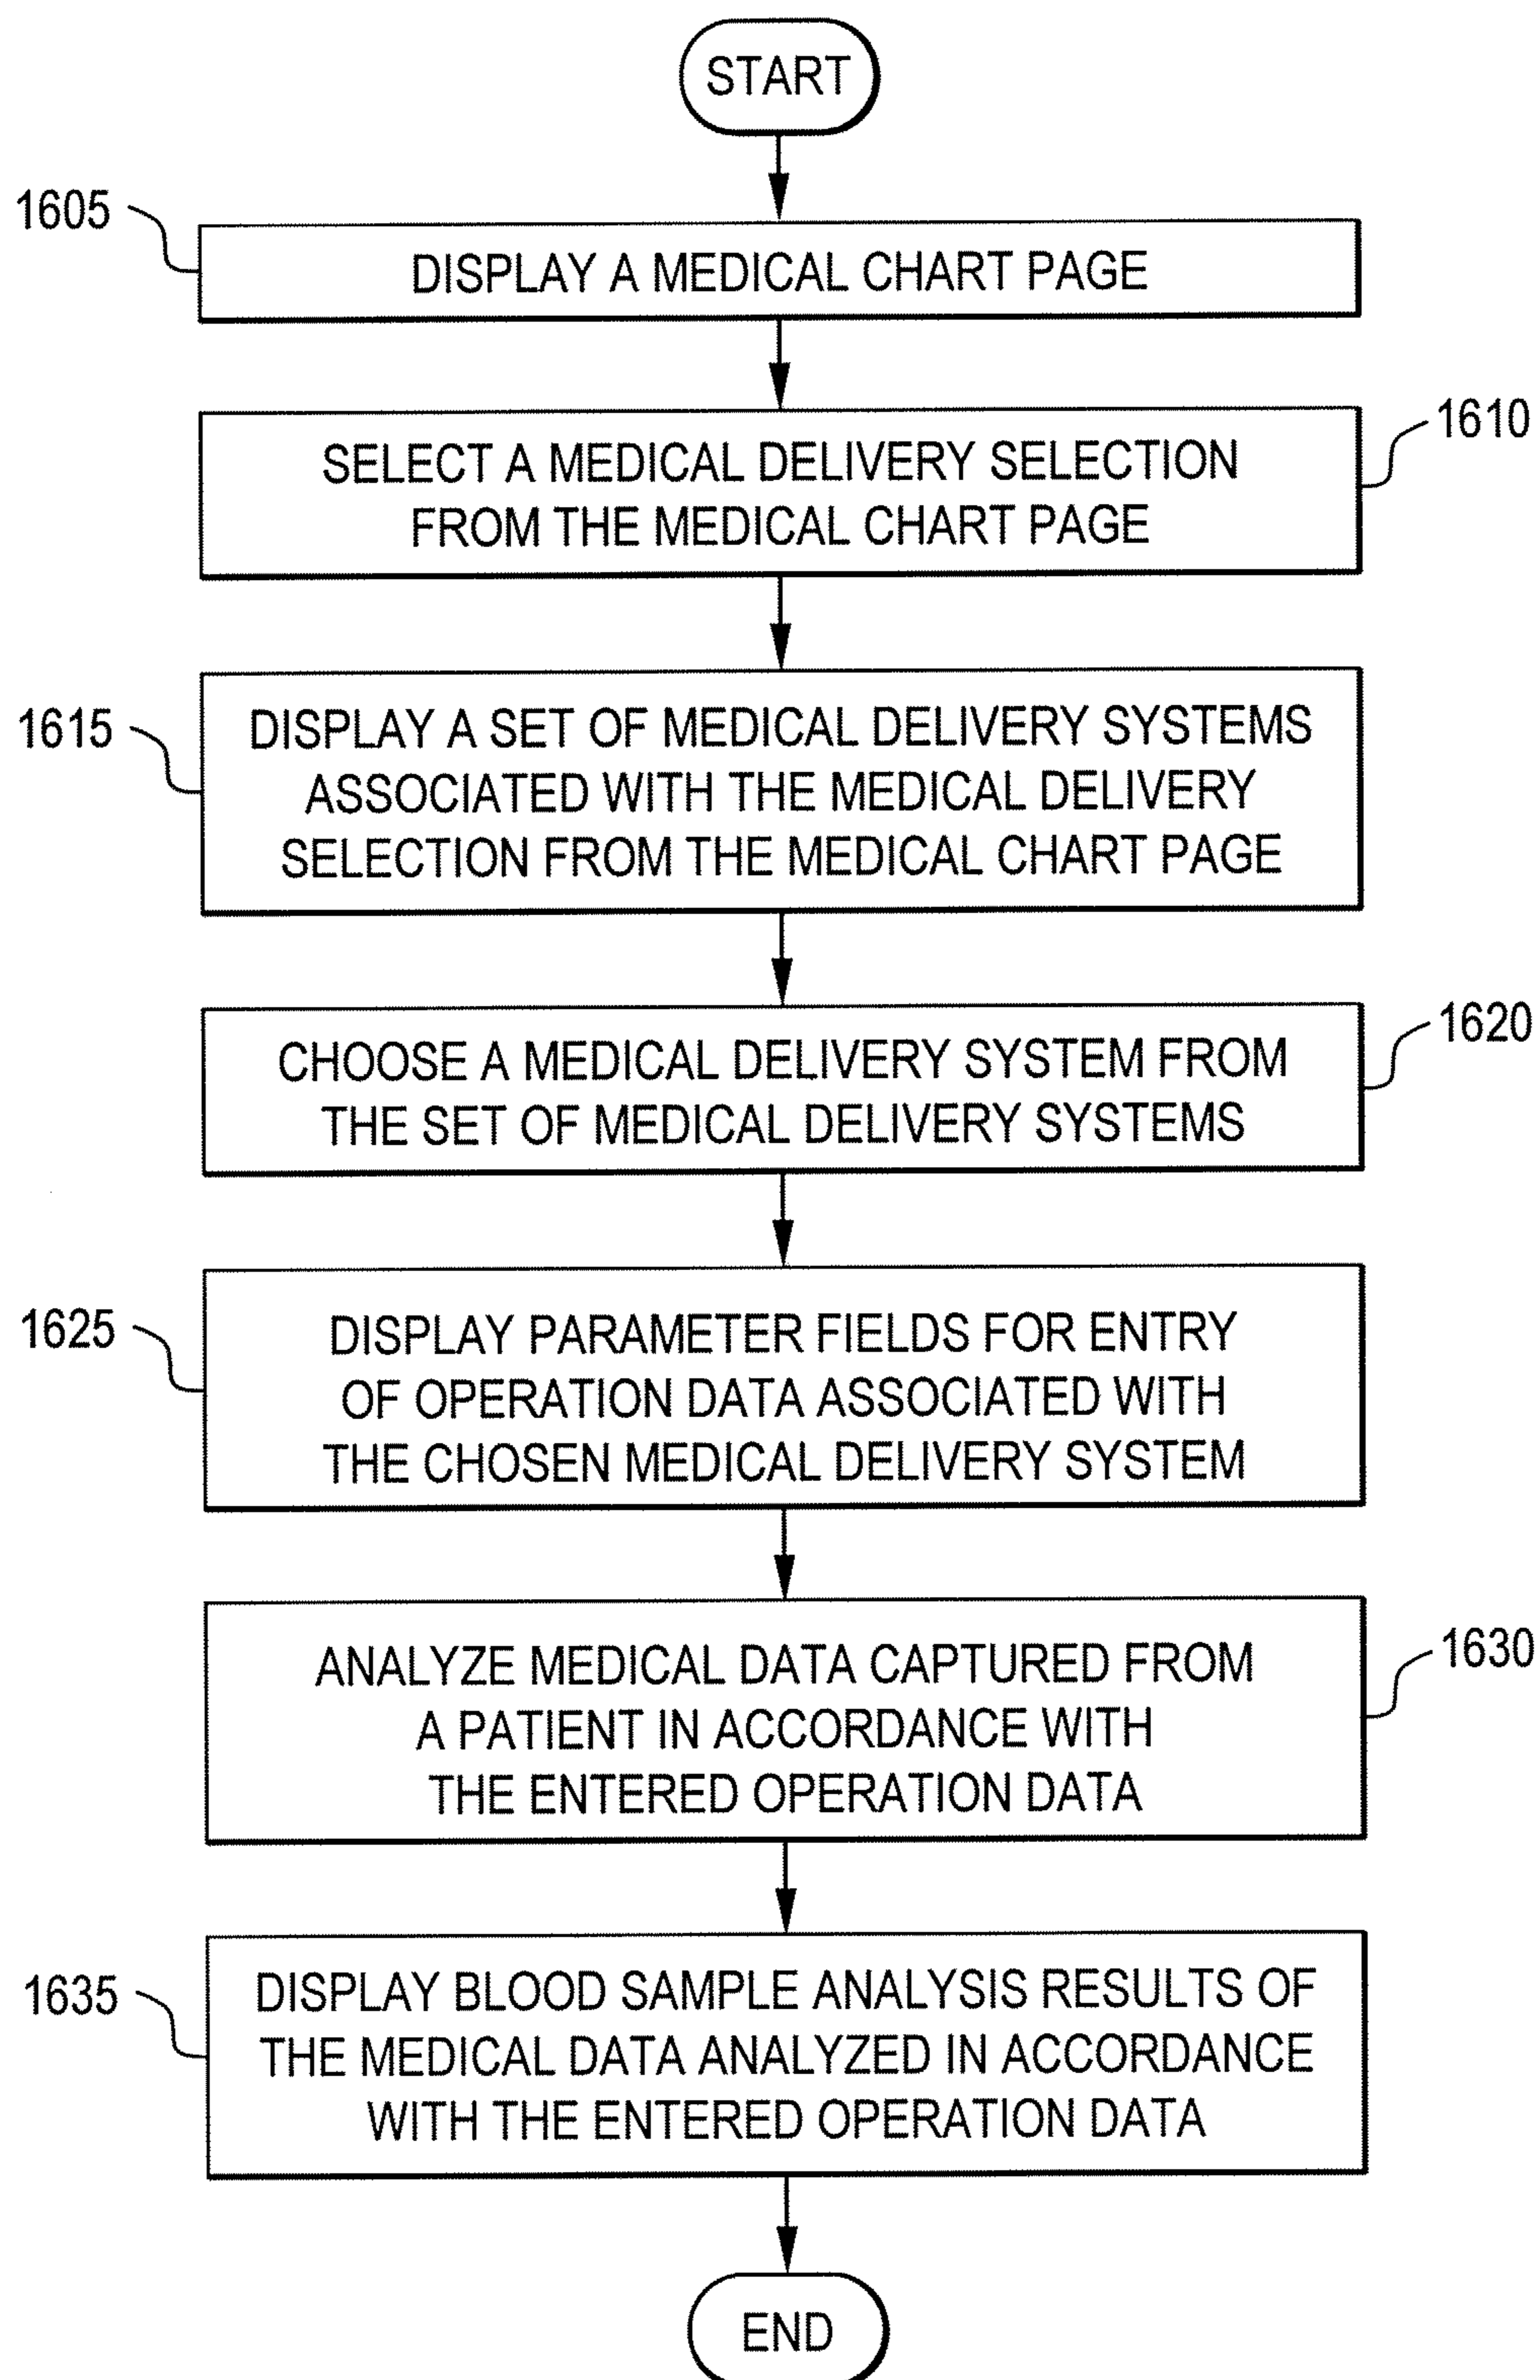 START
1605
DISPLAY A MEDICAL CHART PAGE
1610
SELECT A MEDICAL DELIVERY SELECTION
FROM THE MEDICAL CHART PAGE
1615
DISPLAY A SET OF MEDICAL DELIVERY SYSTEMS
ASSOCIATED WITH THE MEDICAL DELIVERY
SELECTION FROM THE MEDICAL CHART PAGE
1620
CHOOSE A MEDICAL DELIVERY SYSTEM FROM
THE SET OF MEDICAL DELIVERY SYSTEMS
1625
DISPLAY PARAMETER FIELDS FOR ENTRY
OF OPERATION DATA ASSOCIATED WITH
THE CHOSEN MEDICAL DELIVERY SYSTEM
1630
ANALYZE MEDICAL DATA CAPTURED FROM
A PATIENT IN ACCORDANCE WITH
THE ENTERED OPERATION DATA
1635
DISPLAY BLOOD SAMPLE ANALYSIS RESULTS OF
THE MEDICAL DATA ANALYZED IN ACCORDANCE
WITH THE ENTERED OPERATION DATA
END